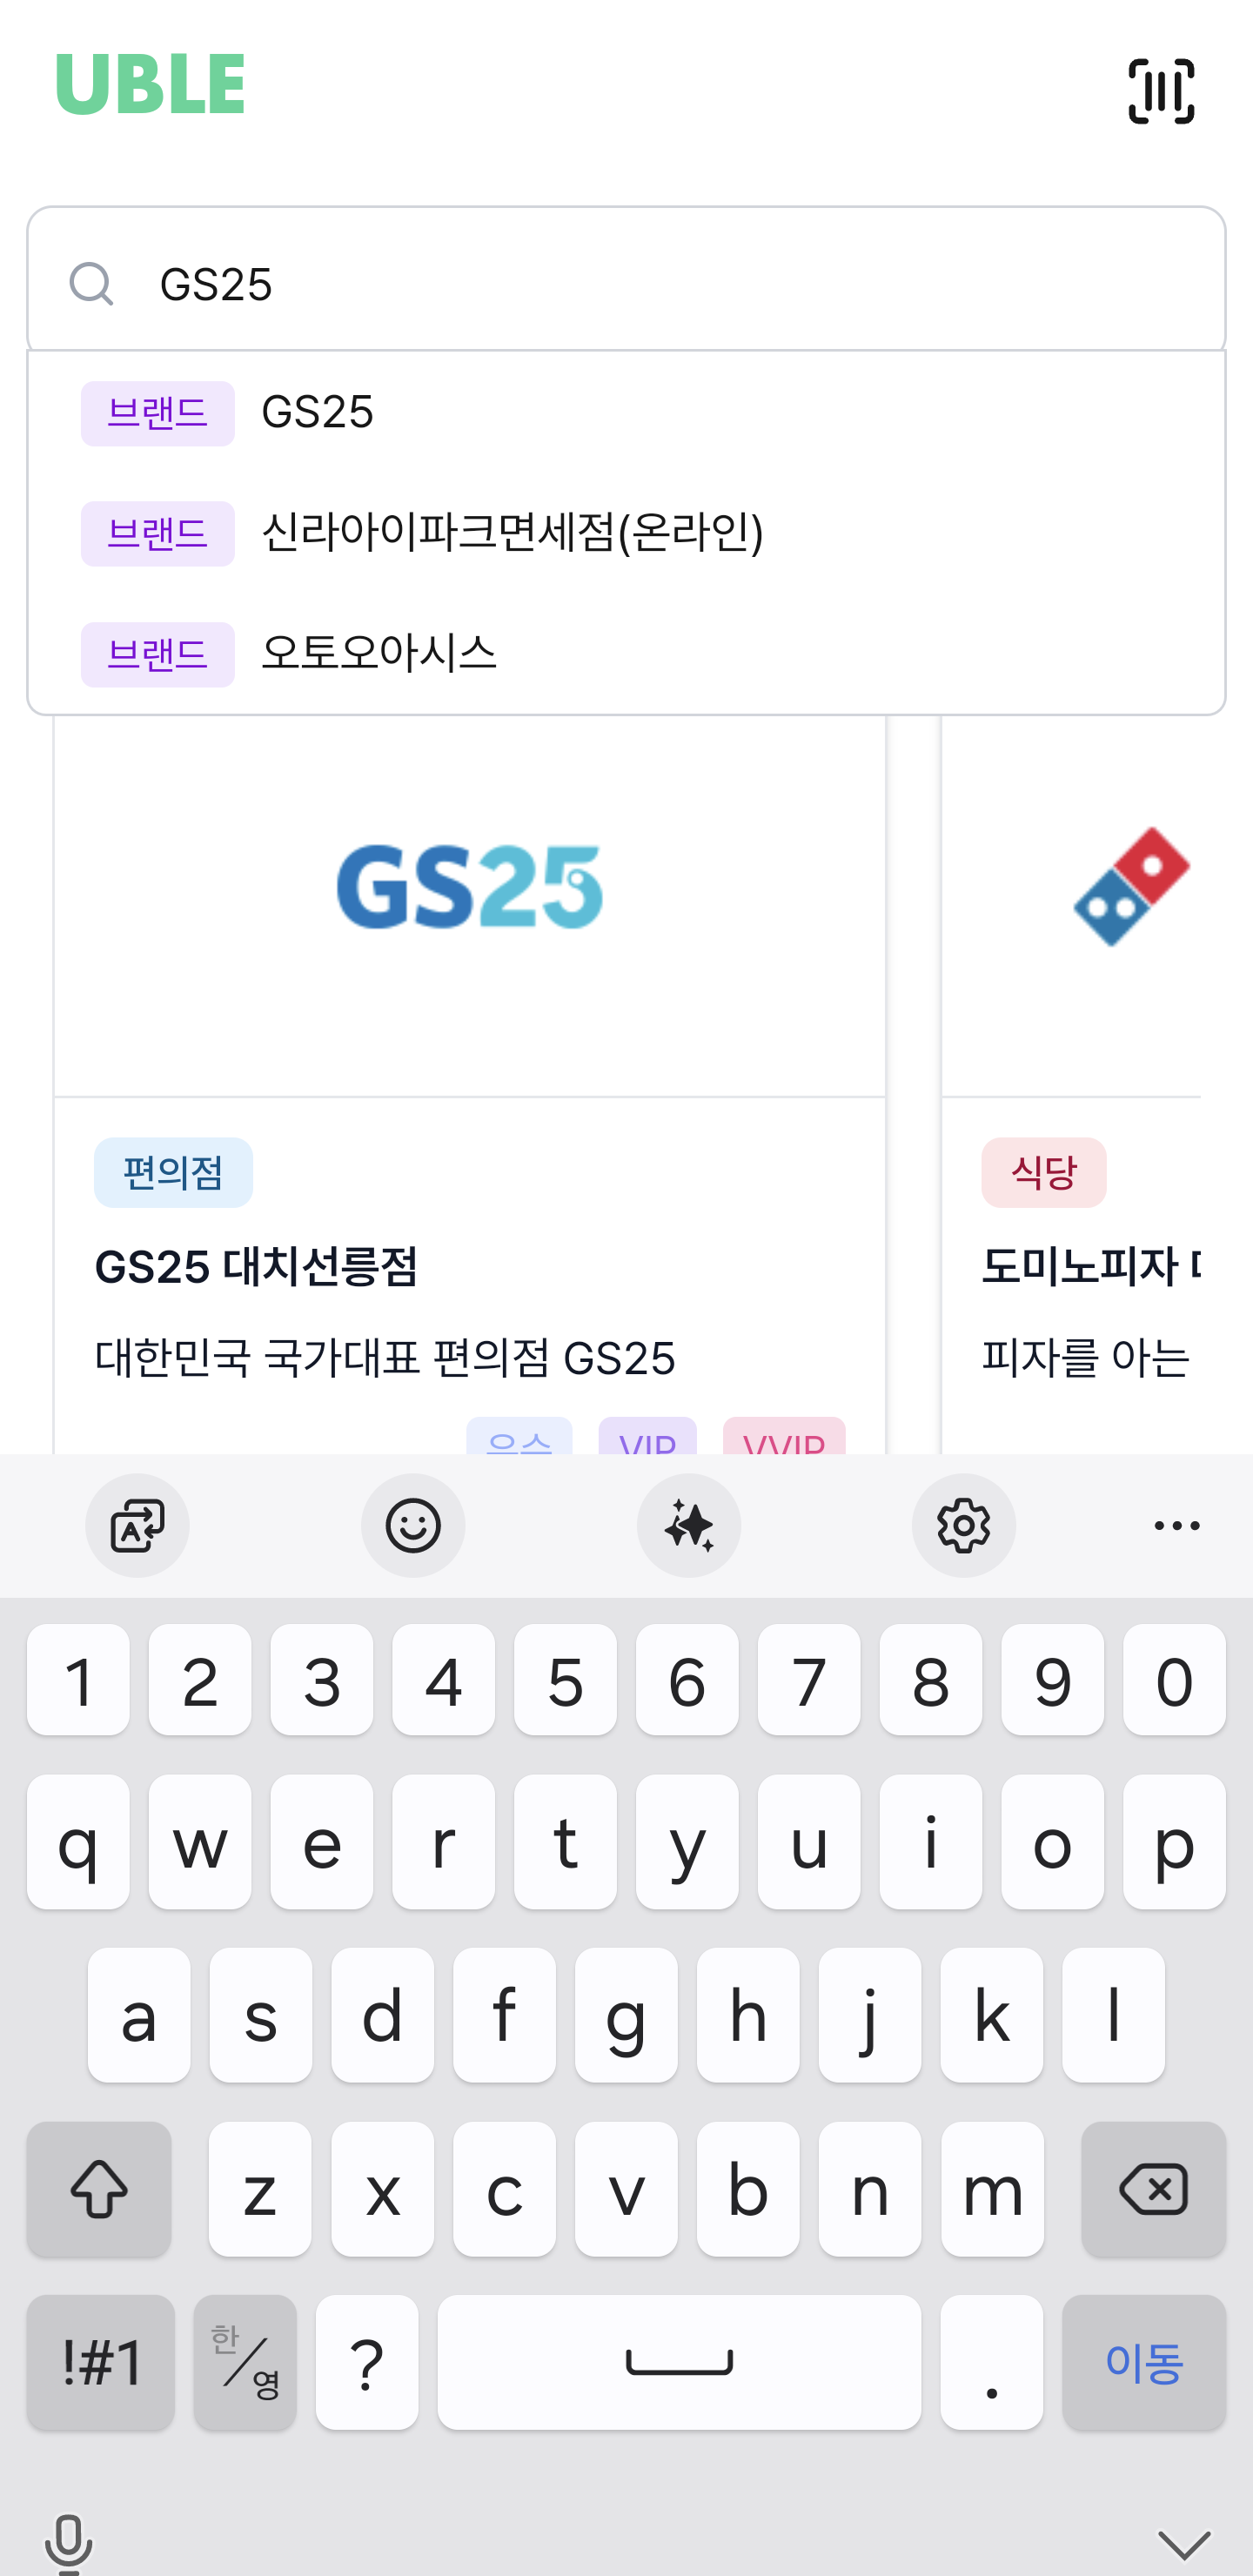 UBLE
GS25
브랜드 GS25
브랜드 신라아이파크면세점(온라인)
브랜드 오토오아시스
GS25
편의점
식당
GS25 대치선릉점
도미노피자
대한민국 국가대표 편의점 GS25
피자를 아는
우수 VIP VVIP
1 2 3 4 5 6 7 8 9 0
q w e r t y u i o p
a s d f g h j k l
z x c v b n m
!#1 한/영 ? . 이동